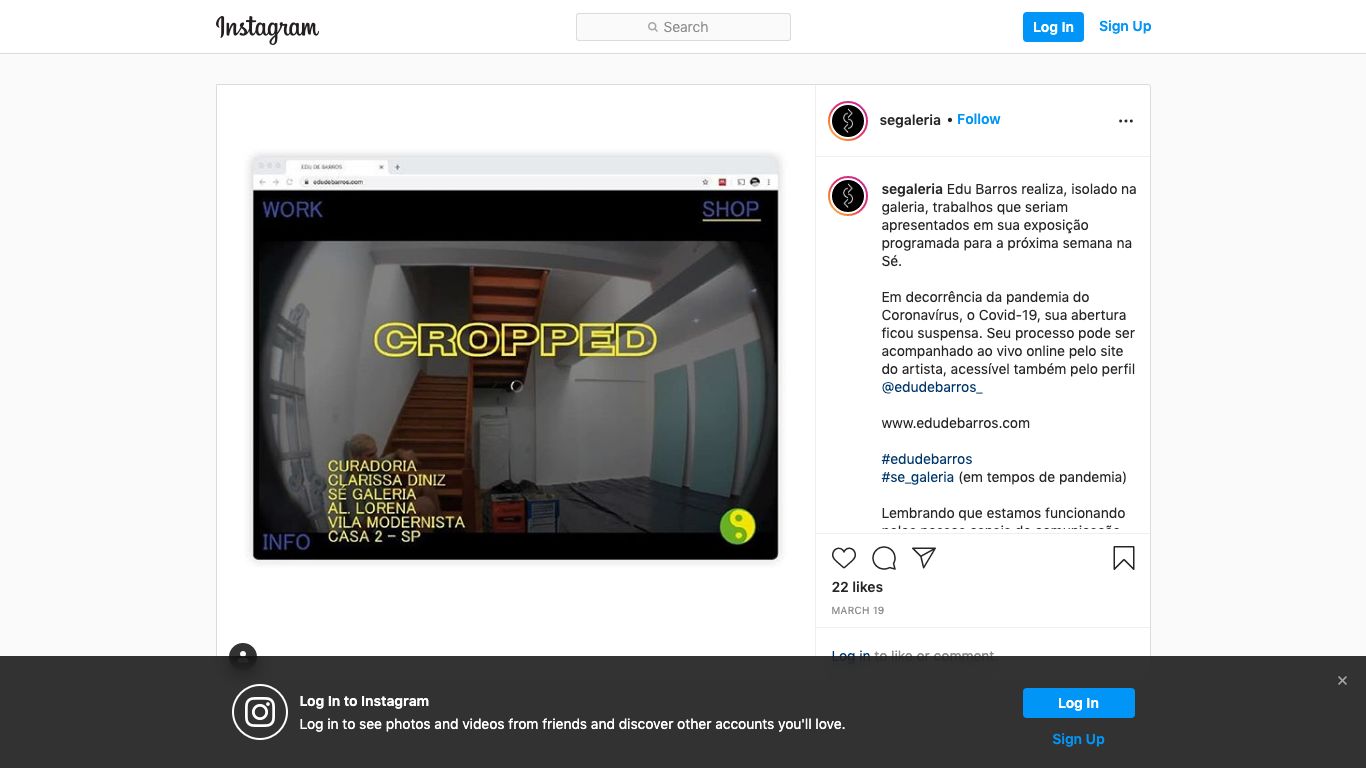 Instagram
Search
Log In
Sign Up
EDU DE BARROS
edudebarros.com
WORK
SHOP
CROPPED
CURADORIA
CLARISSA DINIZ
SÉ GALERIA
AL. LORENA
VILA MODERNISTA
CASA 2 – SP
INFO
segaleria • Follow
segaleria Edu Barros realiza, isolado na
galeria, trabalhos que seriam
apresentados em sua exposição
programada para a próxima semana na
Sé.
Em decorrência da pandemia do
Coronavírus, o Covid-19, sua abertura
ficou suspensa. Seu processo pode ser
acompanhado ao vivo online pelo site
do artista, acessível também pelo perfil
@edudebarros_
www.edudebarros.com
#edudebarros
#se_galeria (em tempos de pandemia)
Lembrando que estamos funcionando
22 likes
MARCH 19
Log in to like or comment.
Log In to Instagram
Log in to see photos and videos from friends and discover other accounts you'll love.
Log In
Sign Up